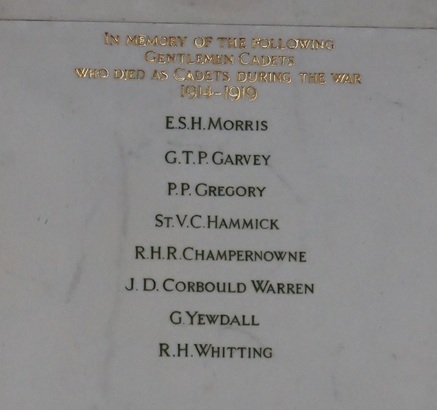 IN MEMORY OF THE FOLLOWING
GENTLEMEN CADETS
WHO DIED AS CADETS DURING THE WAR
1914-1919
E.S.H. MORRIS
G.T.P. GARVEY
P.P. GREGORY
ST. V.C. HAMMICK
R.H.R. CHAMPERNOWNE
J.D. CORBOULD WARREN
G. YEWDALL
R.H. WHITTING